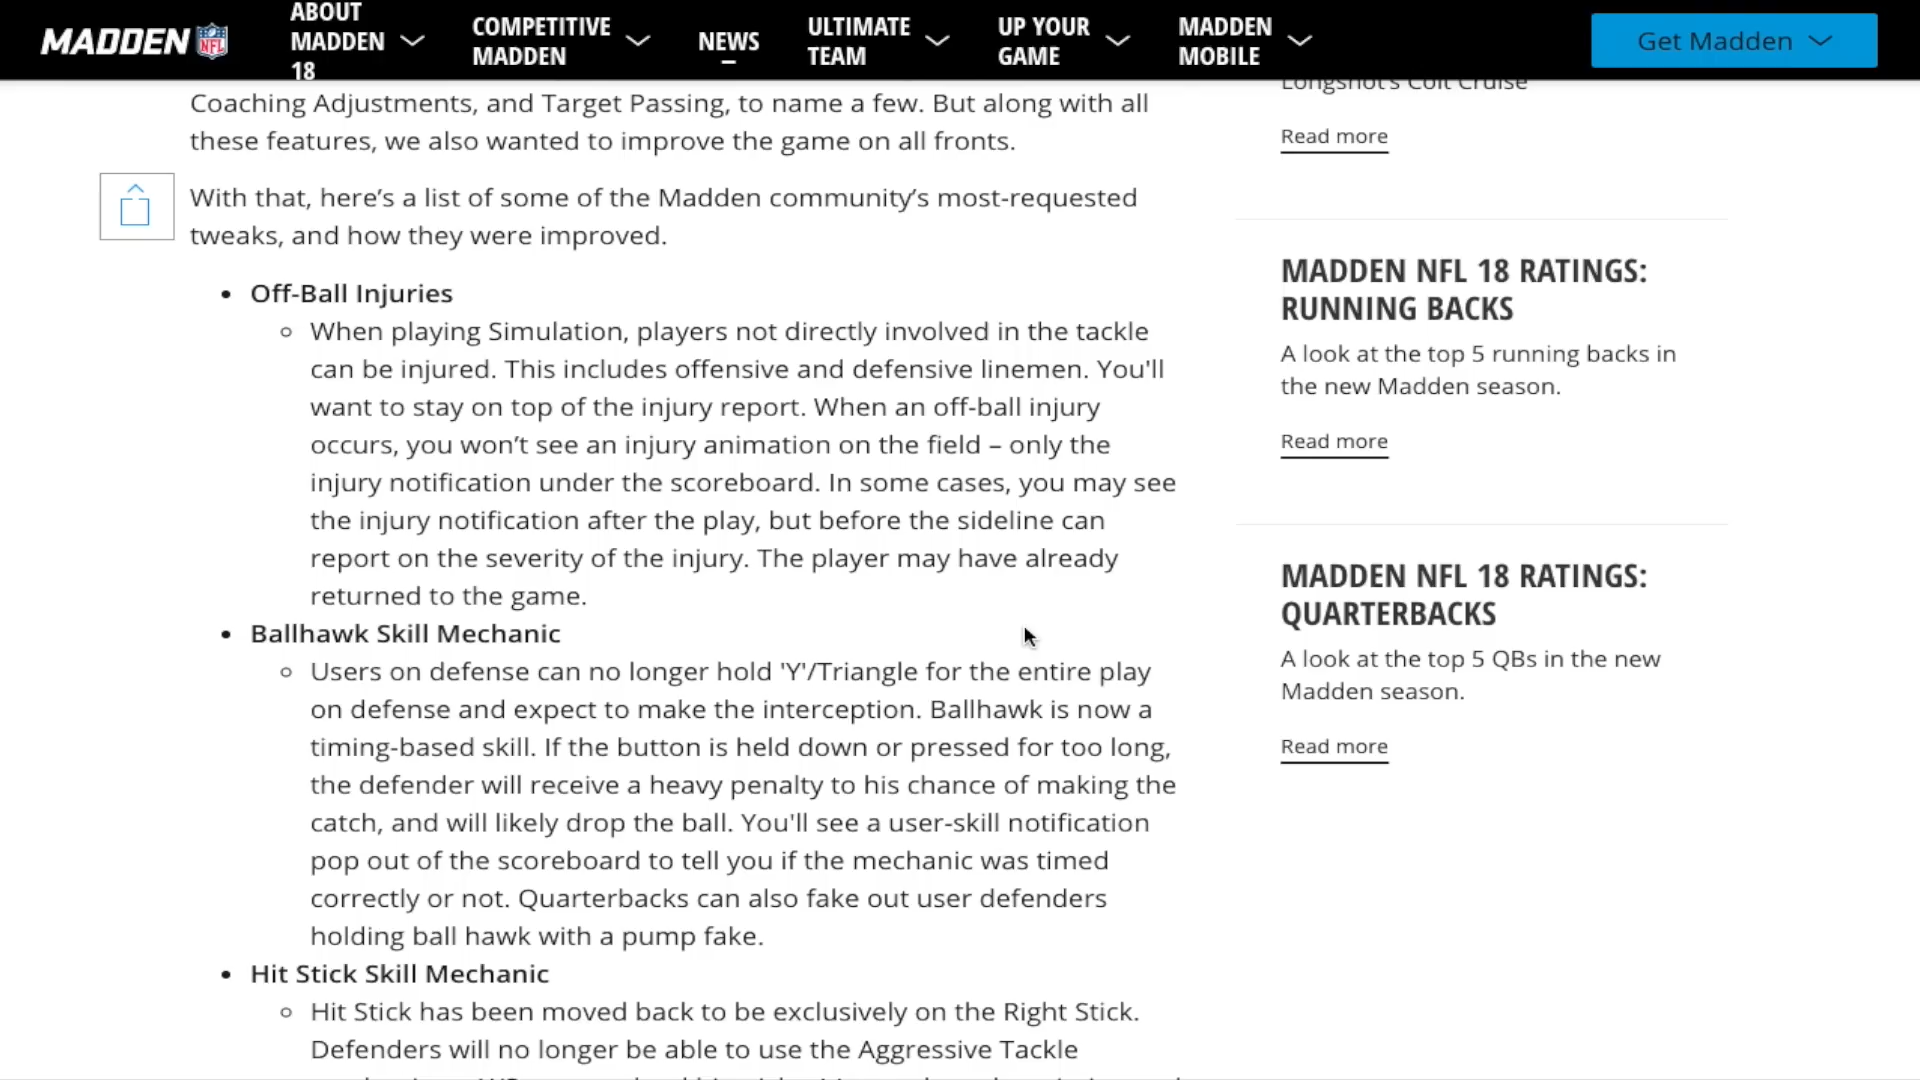 MADDEN NFL
ABOUT
MADDEN
18
COMPETITIVE
MADDEN
NEWS
ULTIMATE
TEAM
UP YOUR
GAME
MADDEN
MOBILE
Get Madden
Coaching Adjustments, and Target Passing, to name a few. But along with all
these features, we also wanted to improve the game on all fronts.
With that, here’s a list of some of the Madden community’s most-requested
tweaks, and how they were improved.
• Off-Ball Injuries
◦ When playing Simulation, players not directly involved in the tackle
can be injured. This includes offensive and defensive linemen. You'll
want to stay on top of the injury report. When an off-ball injury
occurs, you won’t see an injury animation on the field – only the
injury notification under the scoreboard. In some cases, you may see
the injury notification after the play, but before the sideline can
report on the severity of the injury. The player may have already
returned to the game.
• Ballhawk Skill Mechanic
◦ Users on defense can no longer hold 'Y'/Triangle for the entire play
on defense and expect to make the interception. Ballhawk is now a
timing-based skill. If the button is held down or pressed for too long,
the defender will receive a heavy penalty to his chance of making the
catch, and will likely drop the ball. You'll see a user-skill notification
pop out of the scoreboard to tell you if the mechanic was timed
correctly or not. Quarterbacks can also fake out user defenders
holding ball hawk with a pump fake.
• Hit Stick Skill Mechanic
◦ Hit Stick has been moved back to be exclusively on the Right Stick.
Defenders will no longer be able to use the Aggressive Tackle
Longshot's Colt Cruise
Read more
MADDEN NFL 18 RATINGS:
RUNNING BACKS
A look at the top 5 running backs in
the new Madden season.
Read more
MADDEN NFL 18 RATINGS:
QUARTERBACKS
A look at the top 5 QBs in the new
Madden season.
Read more